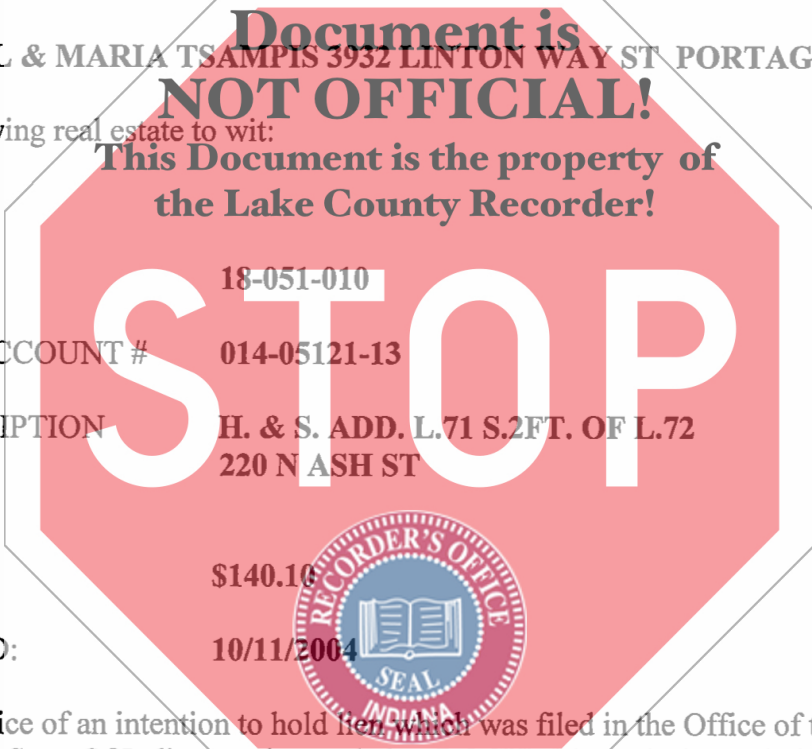 Document is
L & MARIA TSAMPIS 3932 LINTON WAY ST PORTAG
NOT OFFICIAL!
ing real estate to wit:
This Document is the property of
the Lake County Recorder!
STOP
18-051-010
CCOUNT # 014-05121-13
IPTION H. & S. ADD. L.71 S.2FT. OF L.72
220 N ASH ST
$140.10
10/11/2004
RECORDER'S OFFICE
SEAL
INDIANA
ice of an intention to hold lien which was filed in the Office of